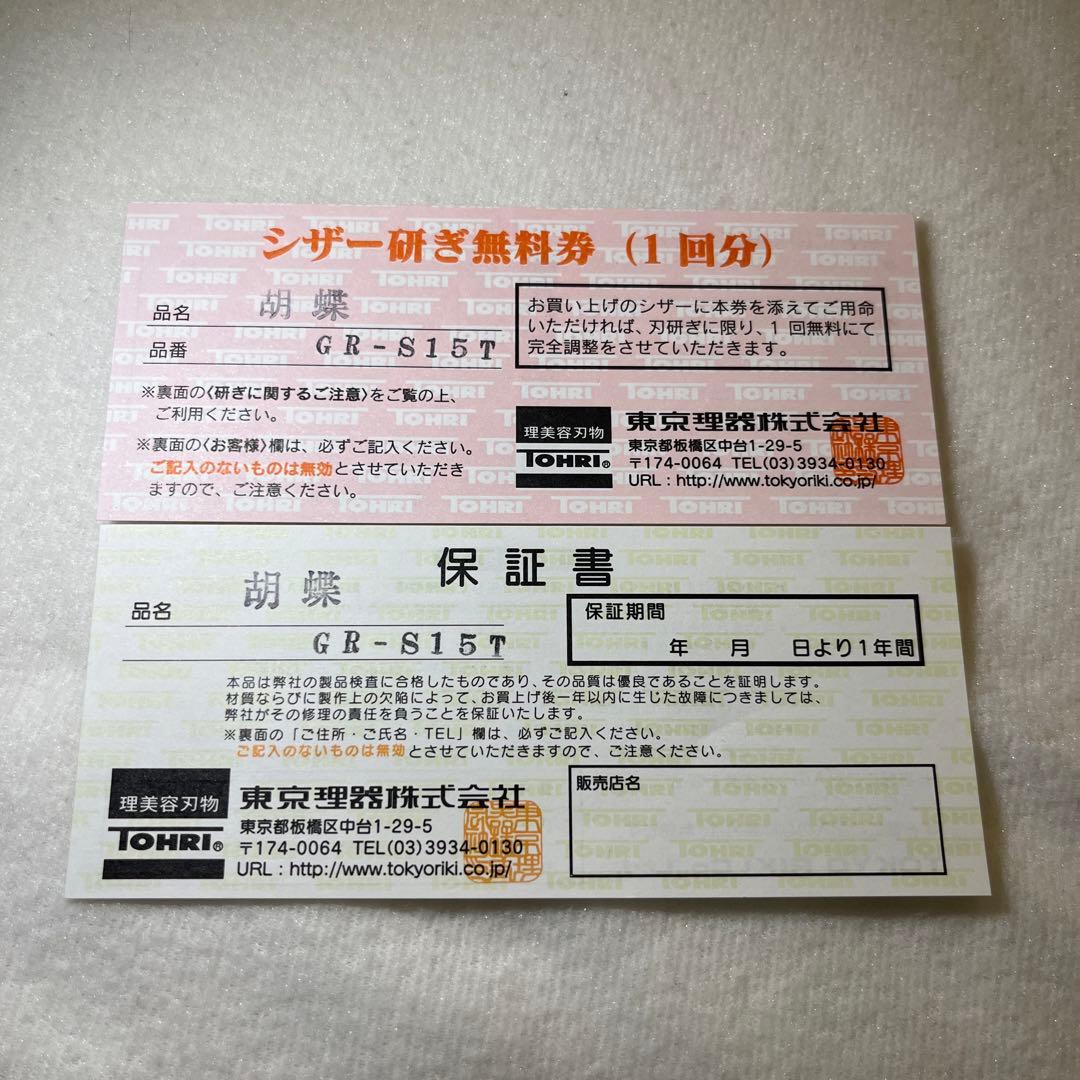 シザー研ぎ無料券（1回分）
品名 胡蝶
品番 GR-S15T
お買い上げのシザーに本券を添えてご用命
いただければ、刃研ぎに限り、1回無料にて
完全調整をさせていただきます。
※裏面の〈研ぎに関するご注意〉をご覧の上、
ご利用ください。
※裏面の〈お客様〉欄は、必ずご記入ください。
ご記入のないものは無効とさせていただき
ますので、ご注意ください。
理美容刃物
TOHRI®
東京理器株式会社
東京都板橋区中台1-29-5
〒174-0064 TEL(03)3934-0130
URL：http://www.tokyoriki.co.jp/
保証書
品名 胡蝶
GR-S15T
保証期間
年 月 日より1年間
本品は弊社の製品検査に合格したものであり、その品質は優良であることを証明します。
材質ならびに製作上の欠陥によって、お買上げ後一年以内に生じた故障につきましては、
弊社がその修理の責任を負うことを保証いたします。
※裏面の「ご住所・ご氏名・TEL」欄は、必ずご記入ください。
ご記入のないものは無効とさせていただきますので、ご注意ください。
理美容刃物
TOHRI®
東京理器株式会社
東京都板橋区中台1-29-5
〒174-0064 TEL(03)3934-0130
URL：http://www.tokyoriki.co.jp/
販売店名